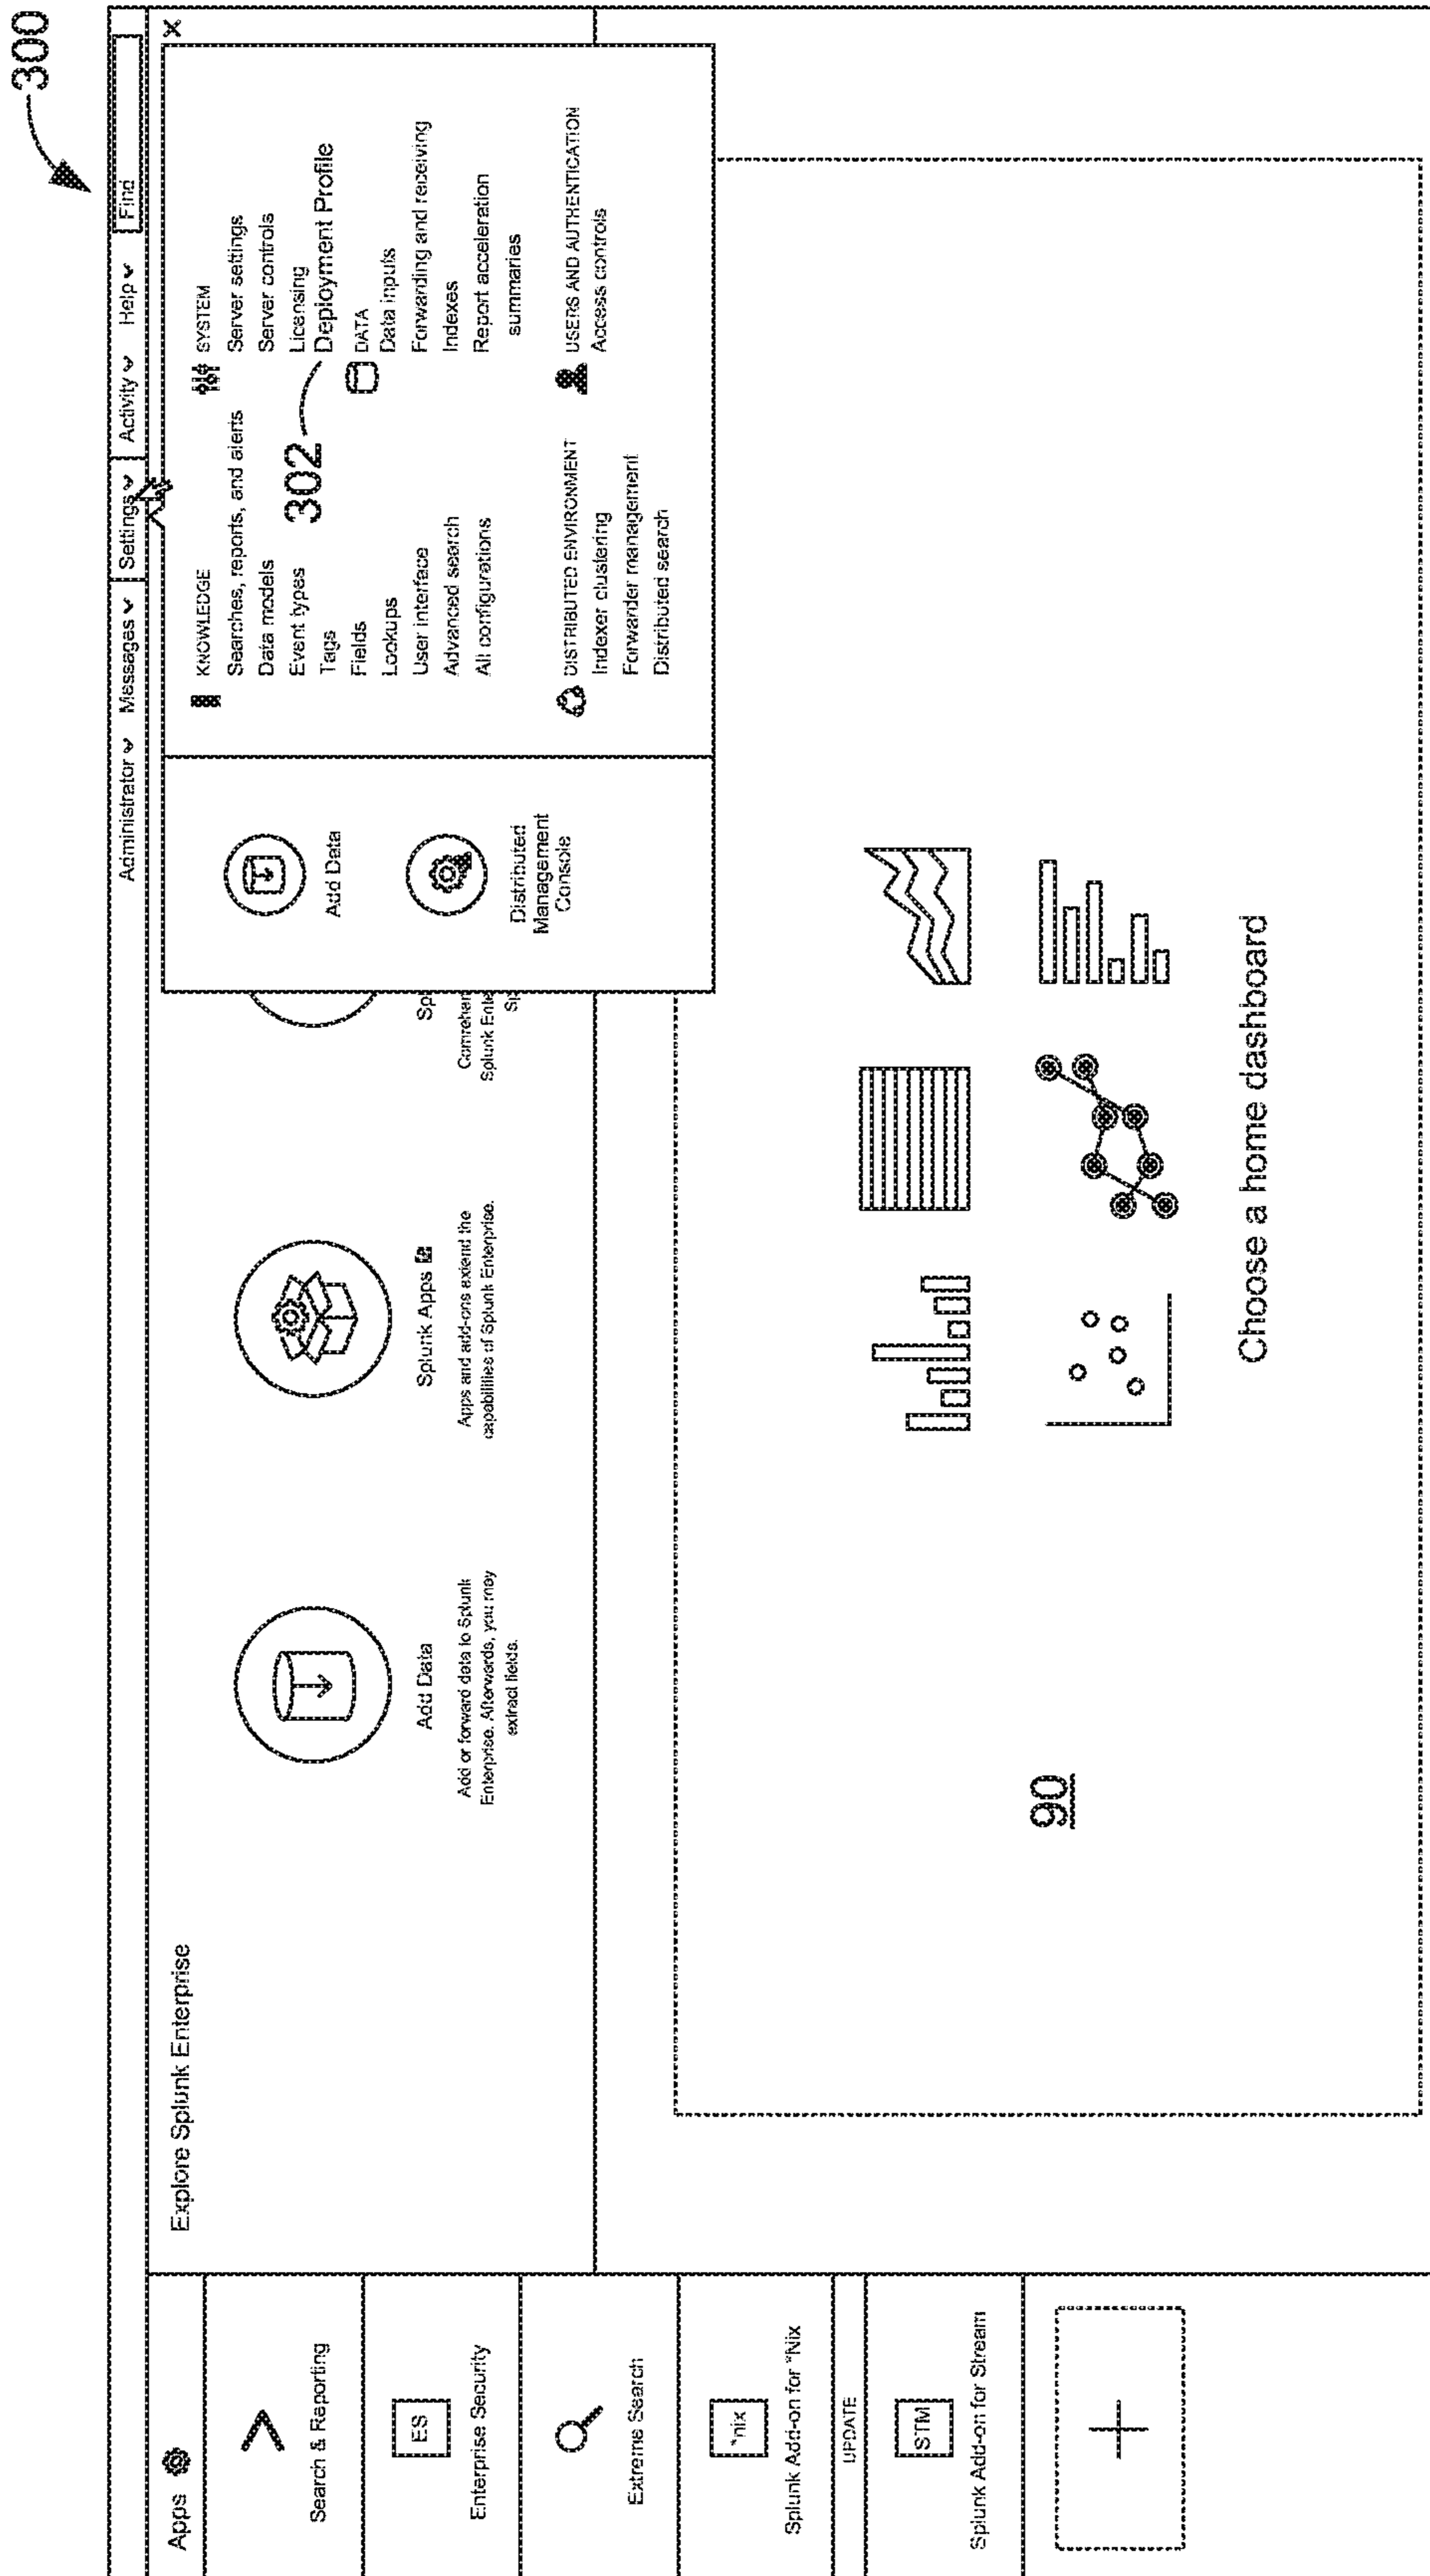 300
Administrator
Messages
Settings
Activity
Help
Find
Apps
Explore Splunk Enterprise
X
Search & Reporting
ES
Enterprise Security
Extreme Search
*nix
Splunk Add-on for *Nix
UPDATE
STM
Splunk Add-on for Stream
Add Data
Add or forward data to Splunk
Enterprise. Afterwards, you may
extract fields.
Splunk Apps
Apps and add-ons extend the
capabilities of Splunk Enterprise.
Sp
Comrehen
Splunk Ente
Sp
Add Data
Distributed
Management
Console
KNOWLEDGE
Searches, reports, and alerts
Data models
Event types
Tags
Fields
Lookups
User interface
Advanced search
All configurations
DISTRIBUTED ENVIRONMENT
Indexer clustering
Forwarder management
Distributed search
302
SYSTEM
Server settings
Server controls
Licensing
Deployment Profile
DATA
Data inputs
Forwarding and receiving
Indexes
Report acceleration
summaries
USERS AND AUTHENTICATION
Access controls
90
Choose a home dashboard